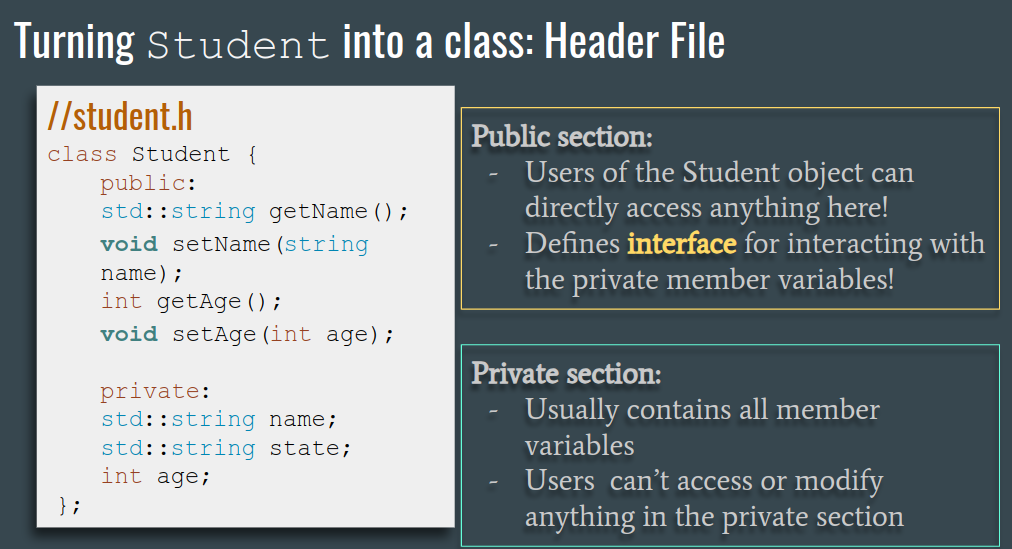 Turning Student into a class: Header File
//student.h
class Student {
public:
std::string getName();
void setName(string
name);
int getAge();
void setAge(int age);
private:
std::string name;
std::string state;
int age;
};
Public section:
- Users of the Student object can
directly access anything here!
- Defines interface for interacting with
the private member variables!
Private section:
- Usually contains all member
variables
- Users can’t access or modify
anything in the private section